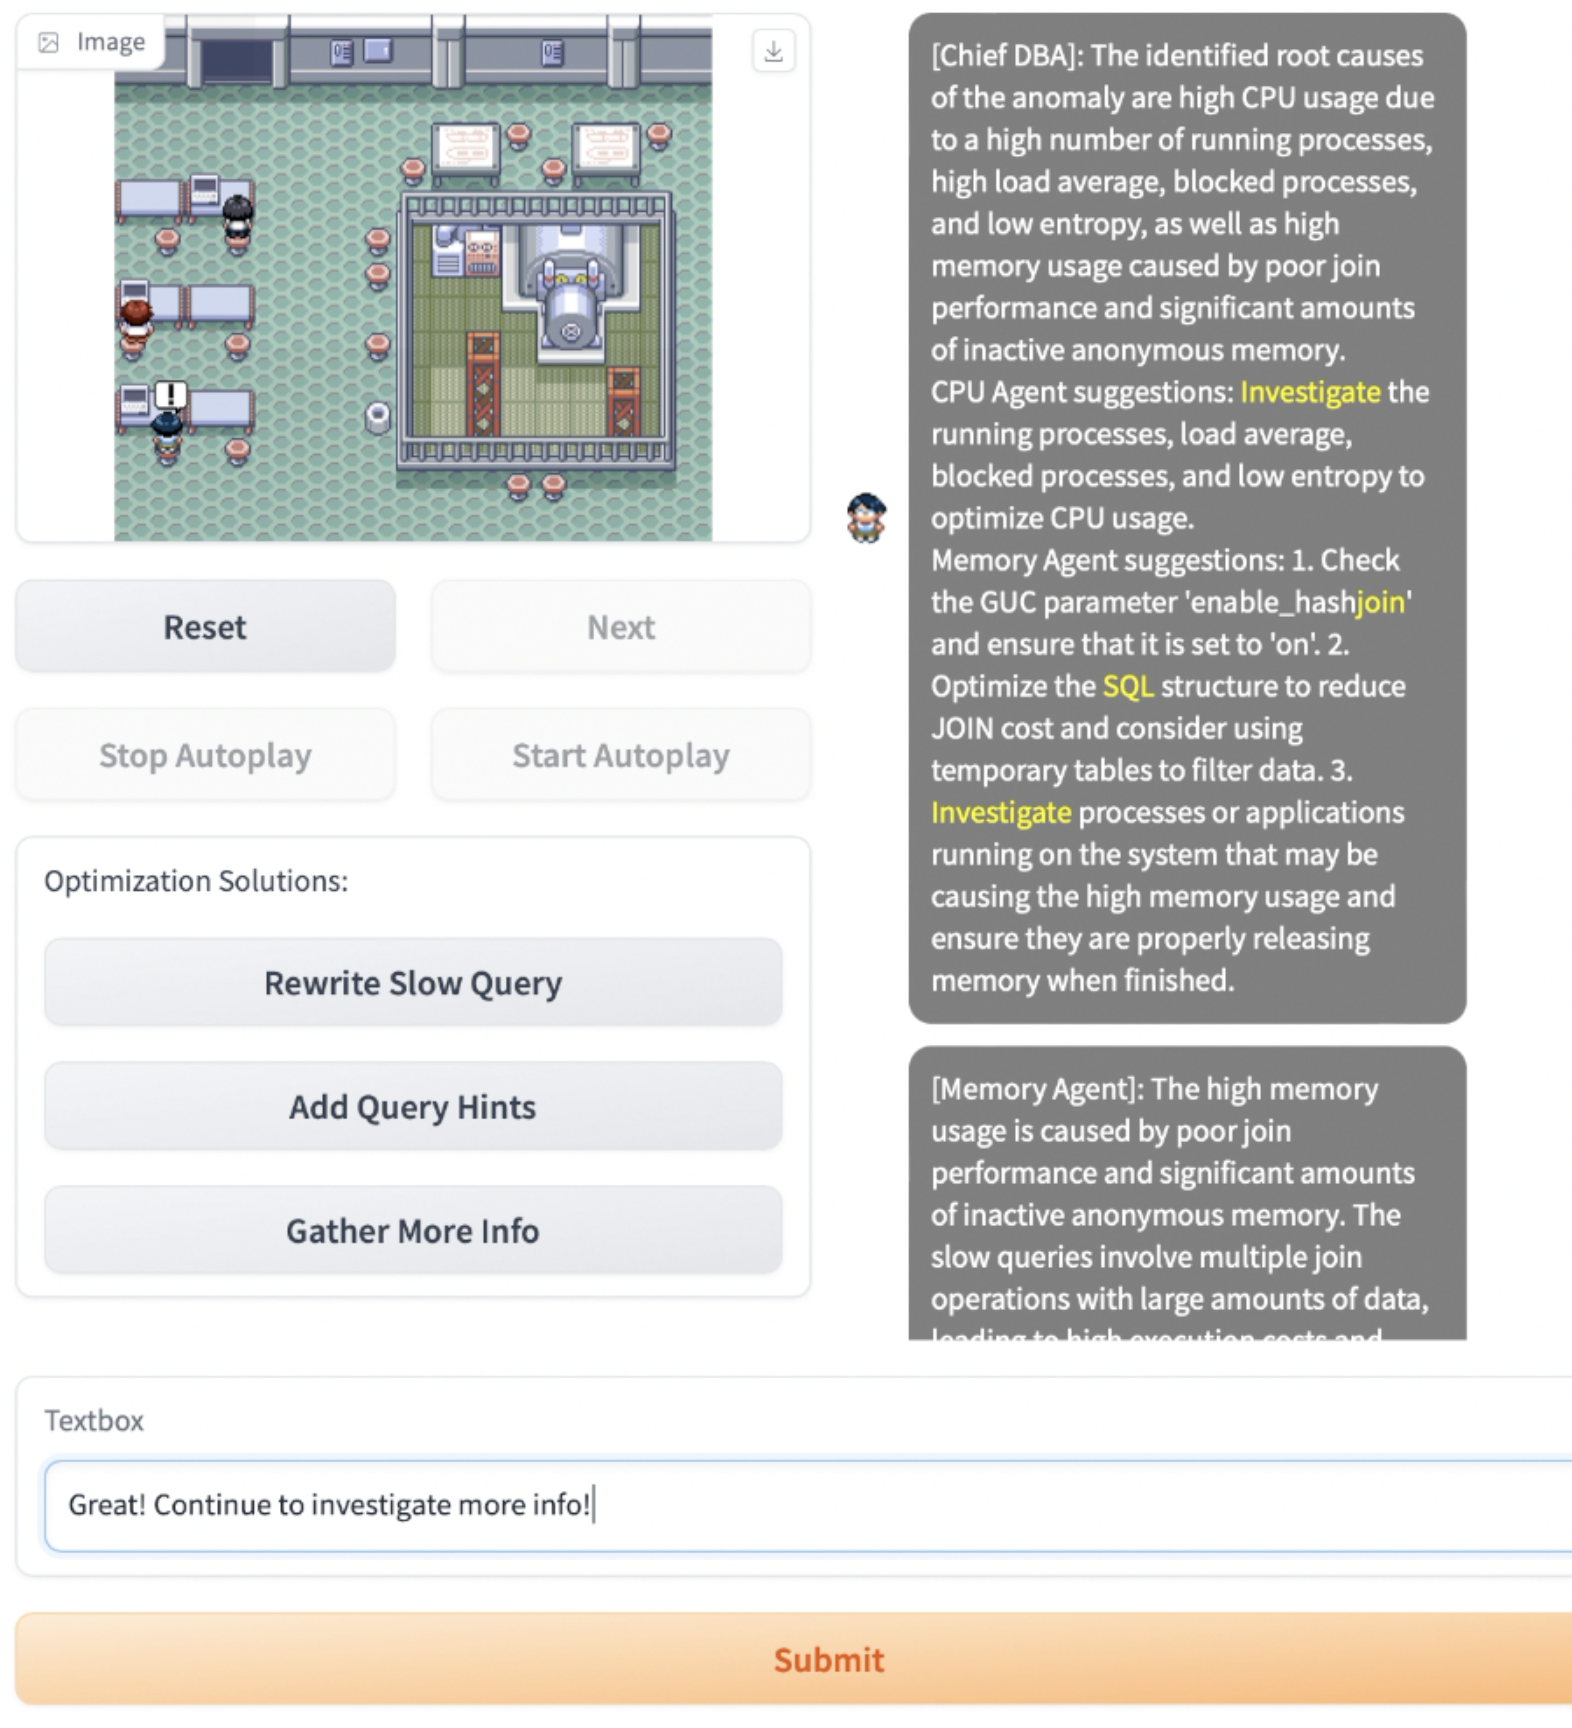 Image
!
Reset
Next
Stop Autoplay
Start Autoplay
Optimization Solutions:
Rewrite Slow Query
Add Query Hints
Gather More Info
[Chief DBA]: The identified root causes
of the anomaly are high CPU usage due
to a high number of running processes,
high load average, blocked processes,
and low entropy, as well as high
memory usage caused by poor join
performance and significant amounts
of inactive anonymous memory.
CPU Agent suggestions: Investigate the
running processes, load average,
blocked processes, and low entropy to
optimize CPU usage.
Memory Agent suggestions: 1. Check
the GUC parameter 'enable_hashjoin'
and ensure that it is set to 'on'. 2.
Optimize the SQL structure to reduce
JOIN cost and consider using
temporary tables to filter data. 3.
Investigate processes or applications
running on the system that may be
causing the high memory usage and
ensure they are properly releasing
memory when finished.
[Memory Agent]: The high memory
usage is caused by poor join
performance and significant amounts
of inactive anonymous memory. The
slow queries involve multiple join
operations with large amounts of data,
leading to high execution costs and
Textbox
Great! Continue to investigate more info!
Submit